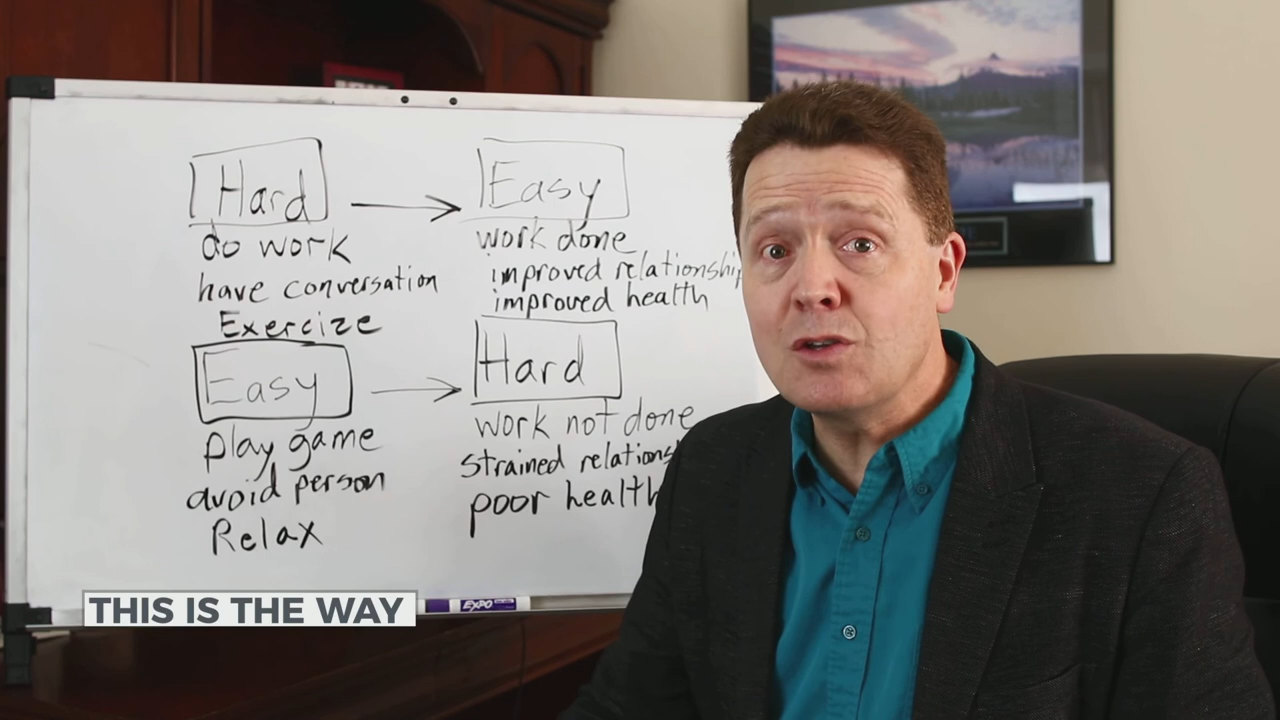 Hard
Easy
do work
work done
have conversation
improved relationship
Exercize
improved health
Easy
Hard
play game
work not done
avoid person
strained relations
Relax
poor health
THIS IS THE WAY
EXPO